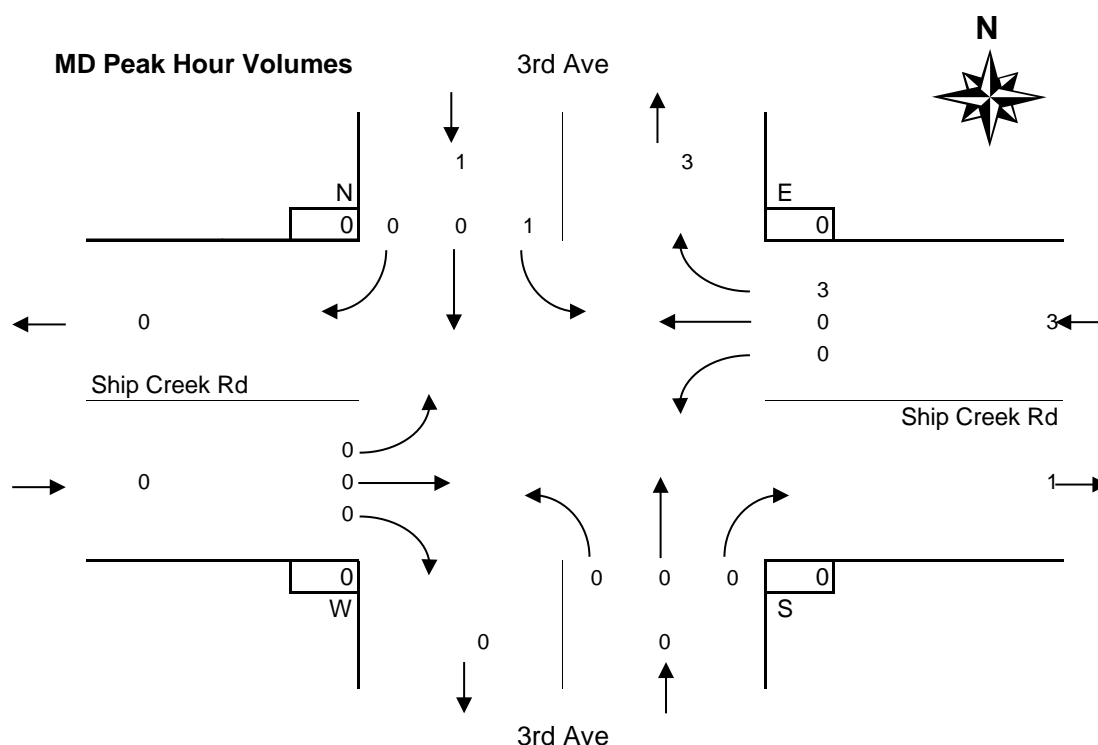 N
MD Peak Hour Volumes 3rd Ave
1 3
N E
0 0 0 1 0
3
0 0 3
0
Ship Creek Rd
Ship Creek Rd
0
0 0 1
0
0 0 0 0 0
W S
0 0
3rd Ave